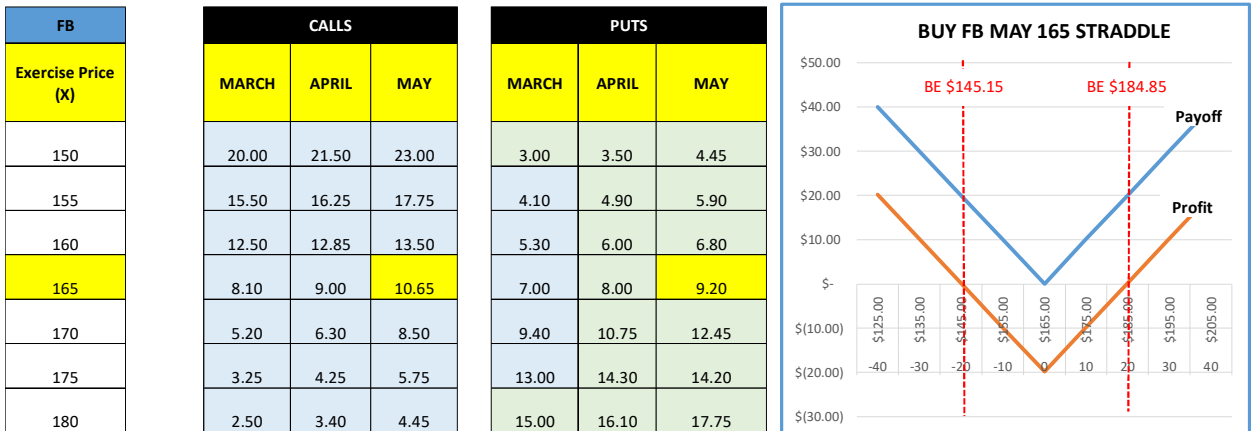 FB CALLS PUTS
Exercise Price (X) MARCH APRIL MAY MARCH APRIL MAY
150 20.00 21.50 23.00 3.00 3.50 4.45
155 15.50 16.25 17.75 4.10 4.90 5.90
160 12.50 12.85 13.50 5.30 6.00 6.80
165 8.10 9.00 10.65 7.00 8.00 9.20
170 5.20 6.30 8.50 9.40 10.75 12.45
175 3.25 4.25 5.75 13.00 14.30 14.20
180 2.50 3.40 4.45 15.00 16.10 17.75
BUY FB MAY 165 STRADDLE
$50.00
$40.00
$30.00
$20.00
$10.00
$-
$(10.00)
$(20.00)
$(30.00)
BE $145.15 BE $184.85
Payoff
Profit
$125.00 $135.00 $145.00 $155.00 $165.00 $175.00 $185.00 $195.00 $205.00
-40 -30 -20 -10 0 10 20 30 40